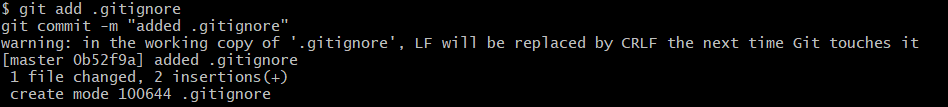 $ git add .gitignore
git commit -m "added .gitignore"
warning: in the working copy of '.gitignore', LF will be replaced by CRLF the next time Git touches it
[master 0b52f9a] added .gitignore
 1 file changed, 2 insertions(+)
 create mode 100644 .gitignore